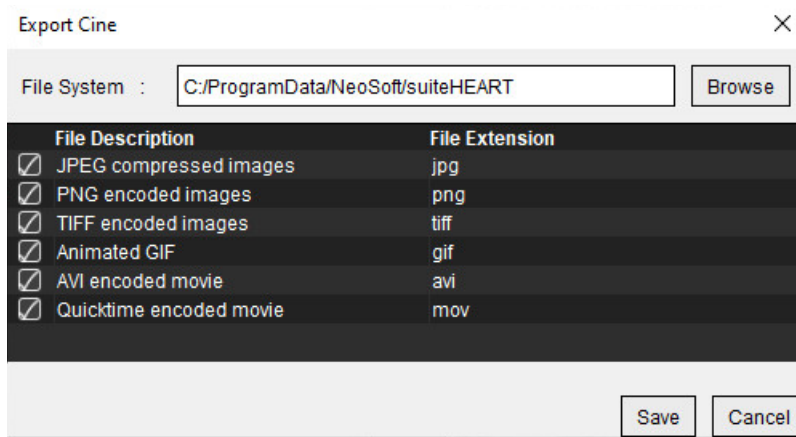 Export Cine
File System : C:/ProgramData/NeoSoft/suiteHEART Browse
File Description File Extension
JPEG compressed images jpg
PNG encoded images png
TIFF encoded images tiff
Animated GIF gif
AVI encoded movie avi
Quicktime encoded movie mov
Save Cancel